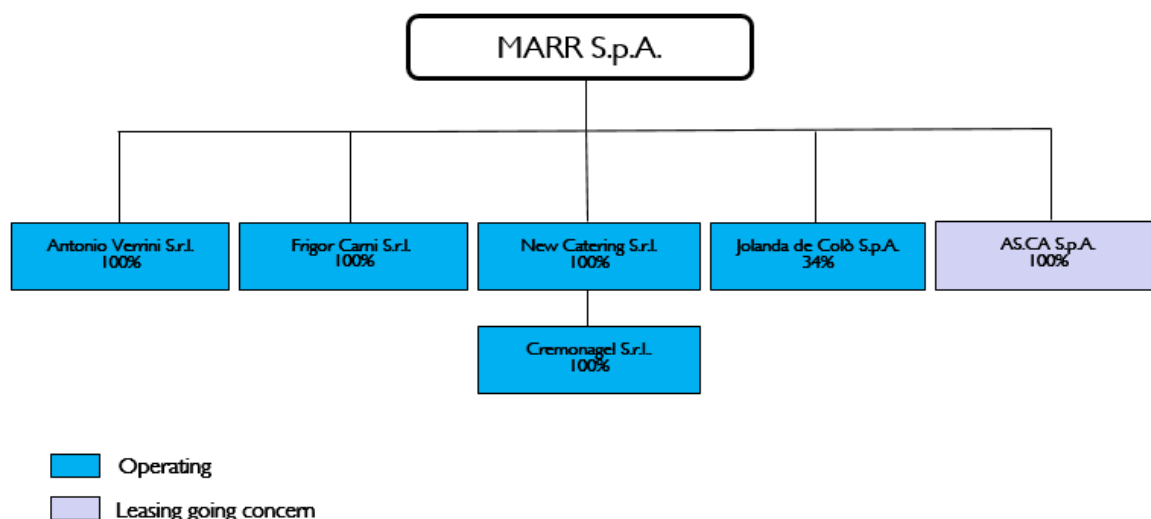 MARR S.p.A.
Antonio Verrini S.r.l.
100%
Frigor Carni S.r.l.
100%
New Catering S.r.l.
100%
Jolanda de Colò S.p.A.
34%
AS.CA S.p.A.
100%
Cremonagel S.r.l.
100%
Operating
Leasing going concern